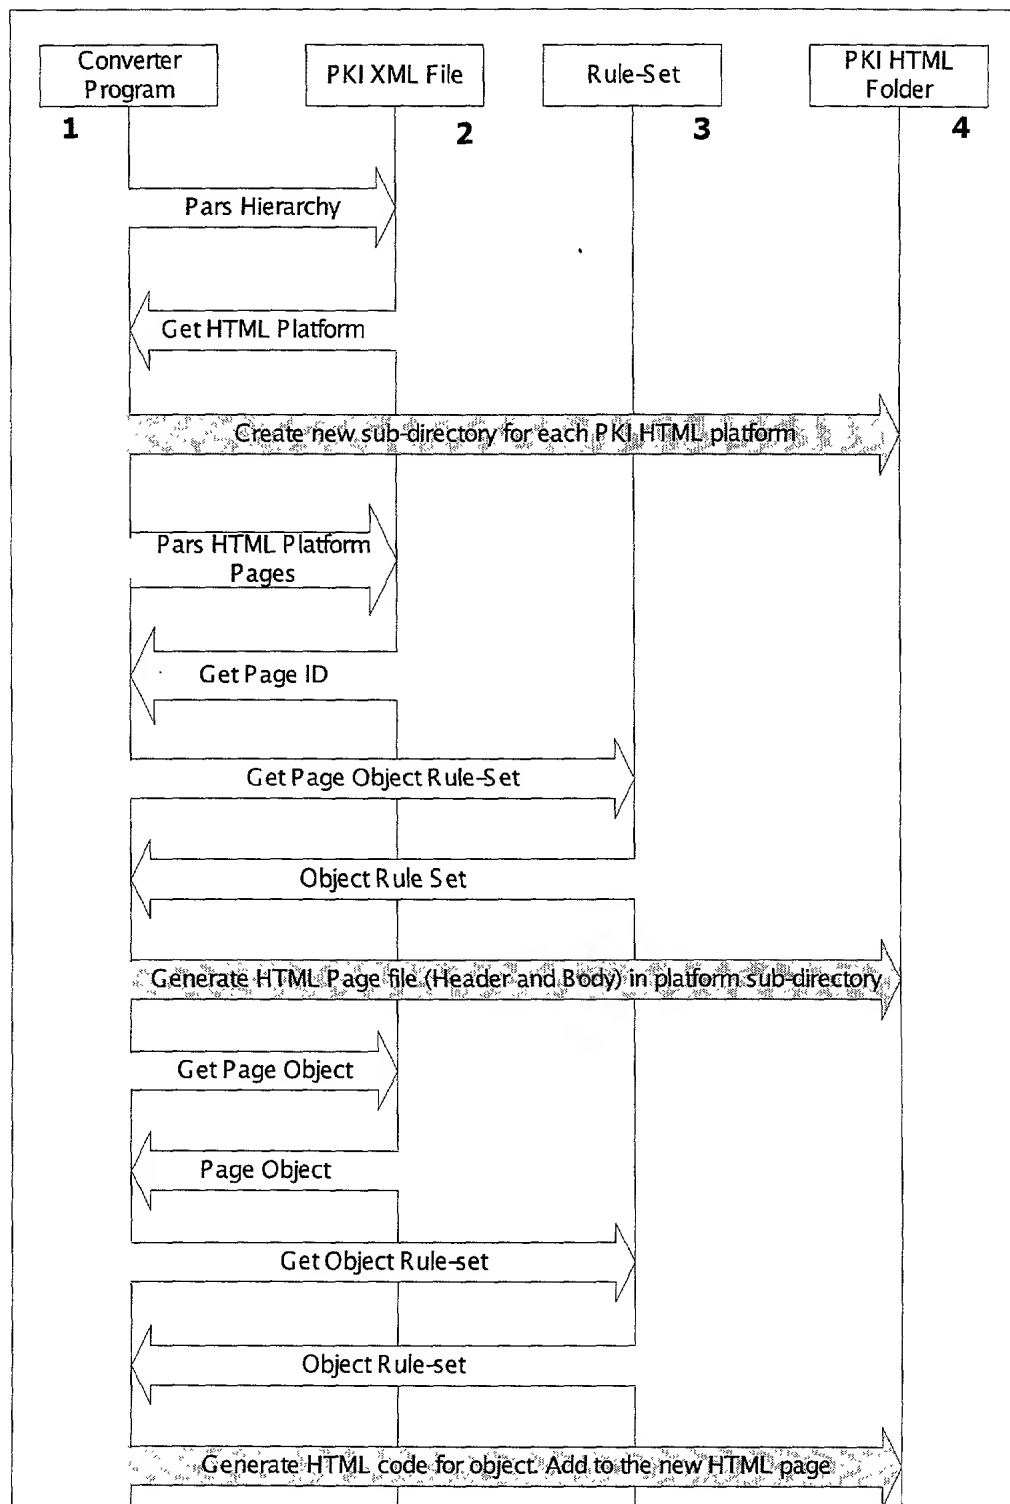 Converter
Program
PKI XML File
Rule-Set
PKI HTML
Folder
1
2
3
4
Pars Hierarchy
Get HTML Platform
Create new sub-directory for each PKI HTML platform
Pars HTML Platform
Pages
Get Page ID
Get Page Object Rule-Set
Object Rule Set
Generate HTML Page file (Header and Body) in platform sub-directory
Get Page Object
Page Object
Get Object Rule-set
Object Rule-set
Generate HTML code for object. Add to the new HTML page